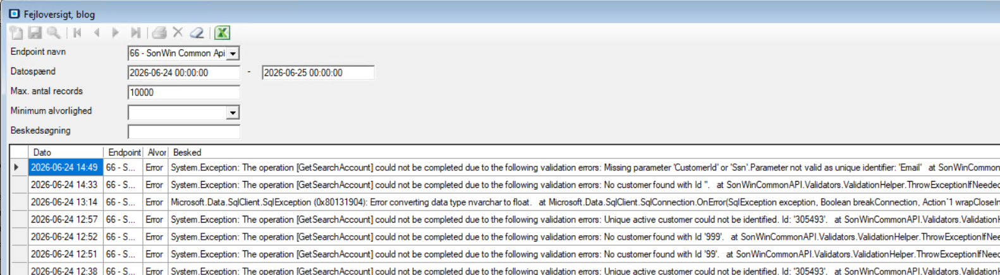 Fejloversigt, blog
Endpoint navn 66 - SonWin Common Api
Datospænd 2026-06-24 00:00:00 - 2026-06-25 00:00:00
Max. antal records 10000
Minimum alvorlighed
Beskedsøgning
Dato Endpoint Alvor Besked
2026-06-24 14:49 66 - S... Error System.Exception: The operation [GetSearchAccount] could not be completed due to the following validation errors: Missing parameter 'CustomerId' or 'Ssn'.Parameter not valid as unique identifier: 'Email' at SonWinCommon
2026-06-24 14:33 66 - S... Error System.Exception: The operation [GetSearchAccount] could not be completed due to the following validation errors: No customer found with Id ''. at SonWinCommonAPI.Validators.ValidationHelper.ThrowExceptionIfNeeded
2026-06-24 13:14 66 - S... Error Microsoft.Data.SqlClient.SqlException (0x80131904): Error converting data type nvarchar to float. at Microsoft.Data.SqlClient.SqlConnection.OnError(SqlException exception, Boolean breakConnection, Action`1 wrapCloseIn
2026-06-24 12:57 66 - S... Error System.Exception: The operation [GetSearchAccount] could not be completed due to the following validation errors: Unique active customer could not be identified. Id: '305493'. at SonWinCommonAPI.Validators.ValidationH
2026-06-24 12:52 66 - S... Error System.Exception: The operation [GetSearchAccount] could not be completed due to the following validation errors: No customer found with Id '999'. at SonWinCommonAPI.Validators.ValidationHelper.ThrowExceptionIfNee
2026-06-24 12:51 66 - S... Error System.Exception: The operation [GetSearchAccount] could not be completed due to the following validation errors: No customer found with Id '99'. at SonWinCommonAPI.Validators.ValidationHelper.ThrowExceptionIfNeed
2026-06-24 12:38 66 - S... Error System.Exception: The operation [GetSearchAccount] could not be completed due to the following validation errors: Unique active customer could not be identified. Id: '305493'. at SonWinCommonAPI.Validators.ValidationH